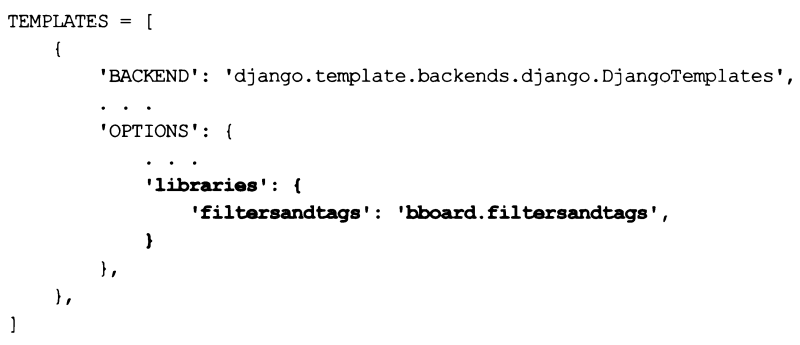 TEMPLATES = [
    {
        'BACKEND': 'django.template.backends.django.DjangoTemplates',
        . . .
        'OPTIONS': {
            . . .
            'libraries': {
                'filtersandtags': 'bboard.filtersandtags',
            }
        },
    },
]